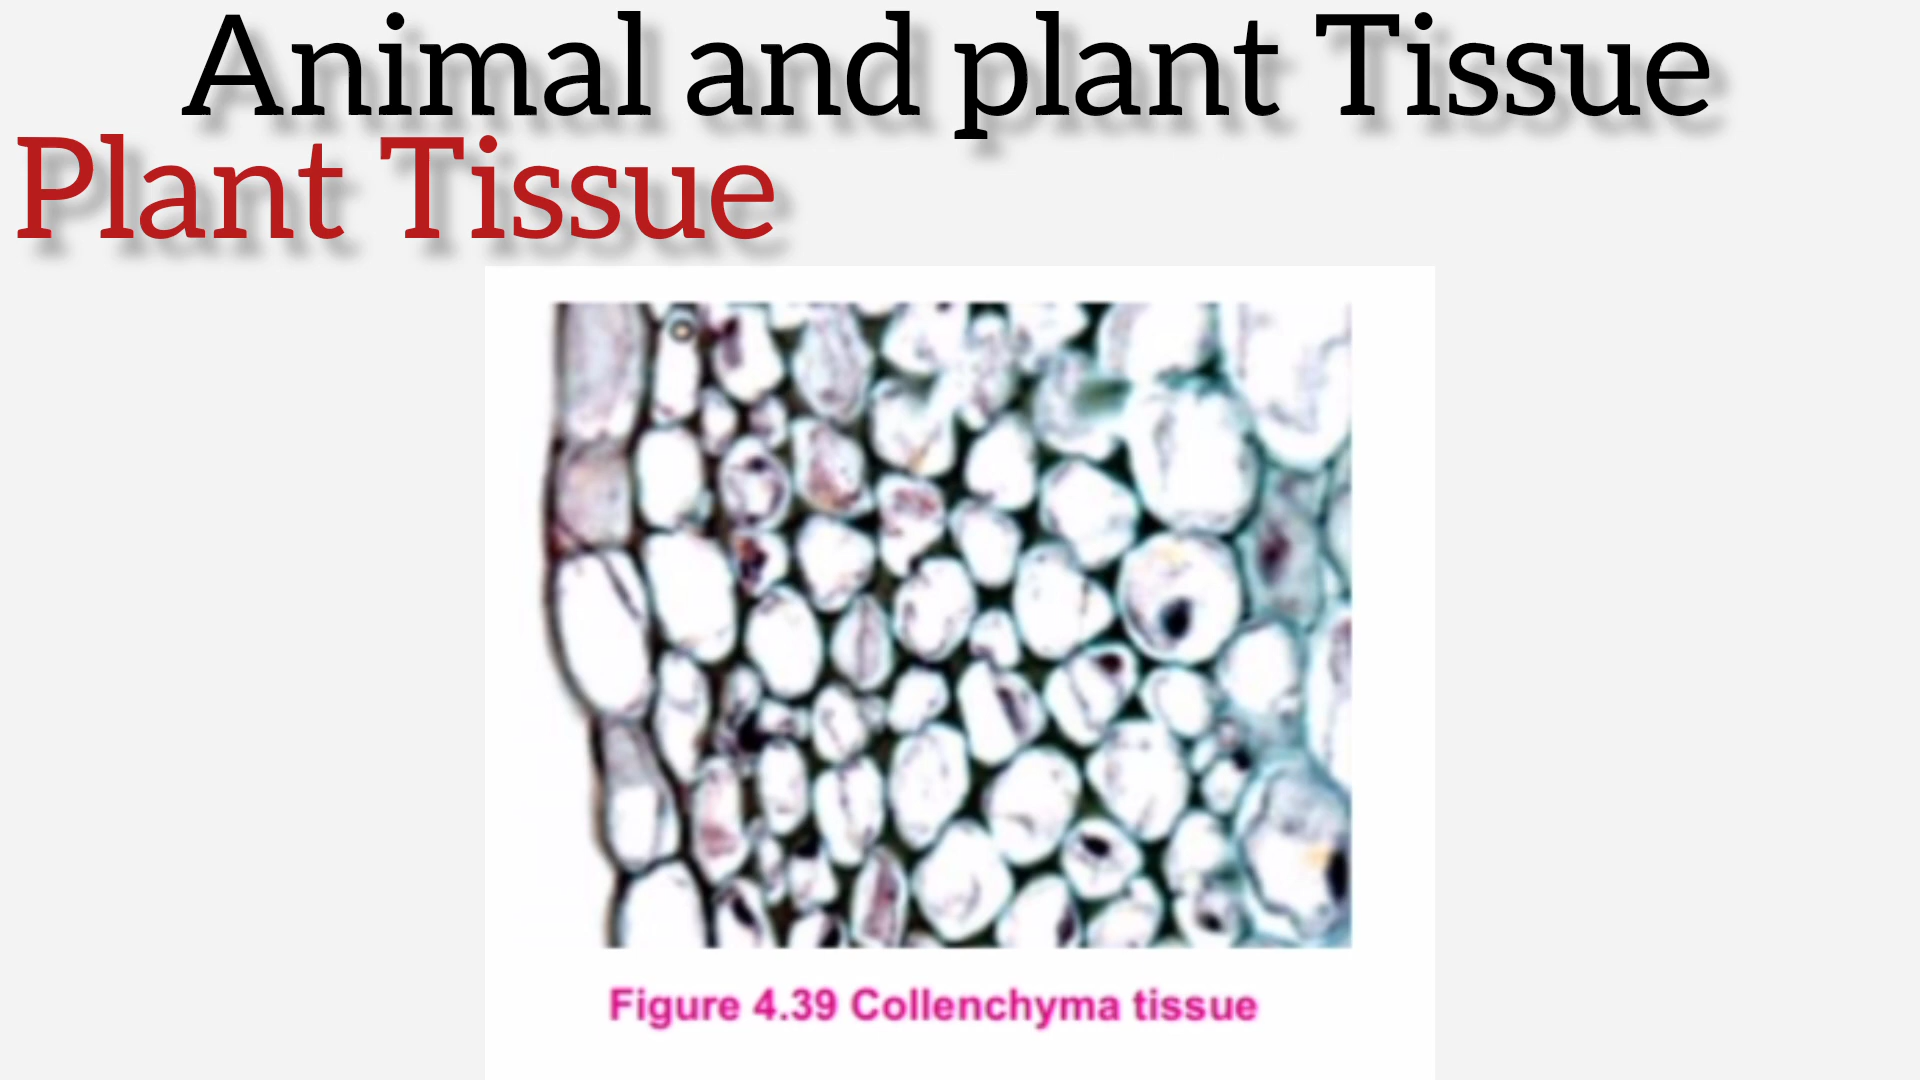 Animal and plant Tissue
Plant Tissue
Figure 4.39 Collenchyma tissue